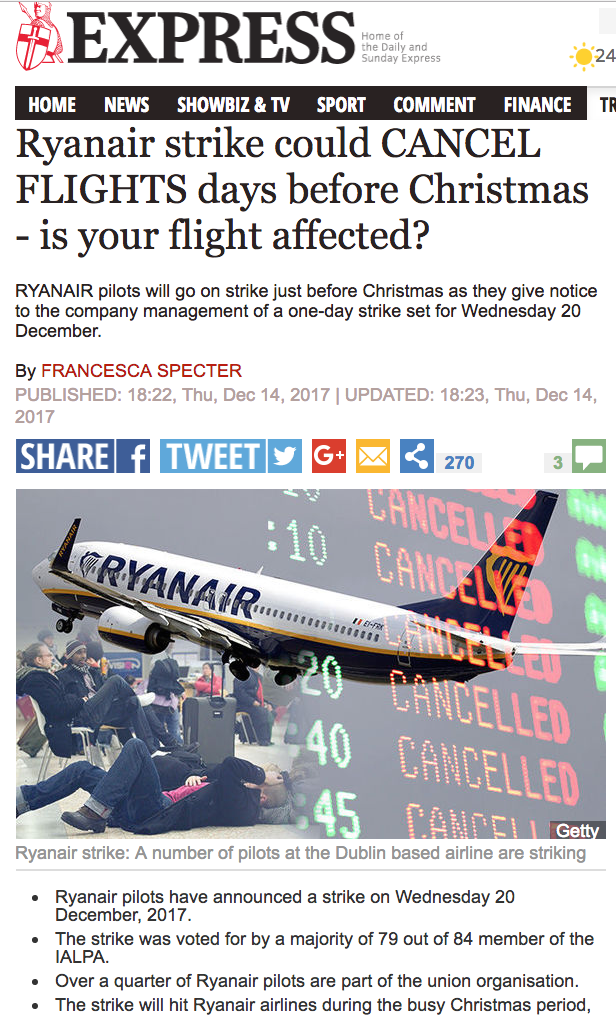 EXPRESS
Home of
the Daily and
Sunday Express
24
HOME NEWS SHOWBIZ & TV SPORT COMMENT FINANCE TR
Ryanair strike could CANCEL
FLIGHTS days before Christmas
- is your flight affected?
RYANAIR pilots will go on strike just before Christmas as they give notice
to the company management of a one-day strike set for Wednesday 20
December.
By FRANCESCA SPECTER
PUBLISHED: 18:22, Thu, Dec 14, 2017 | UPDATED: 18:23, Thu, Dec 14,
2017
SHARE f TWEET G+ 270 3
CANCELLED
:10
CANCELLED
RYANAIR
RYANAIR
EI-FRK
CANCELLED
20
CANCELLED
40
CANCELLED
45
CANCELL
Getty
Ryanair strike: A number of pilots at the Dublin based airline are striking
• Ryanair pilots have announced a strike on Wednesday 20
December, 2017.
• The strike was voted for by a majority of 79 out of 84 member of the
IALPA.
• Over a quarter of Ryanair pilots are part of the union organisation.
• The strike will hit Ryanair airlines during the busy Christmas period,